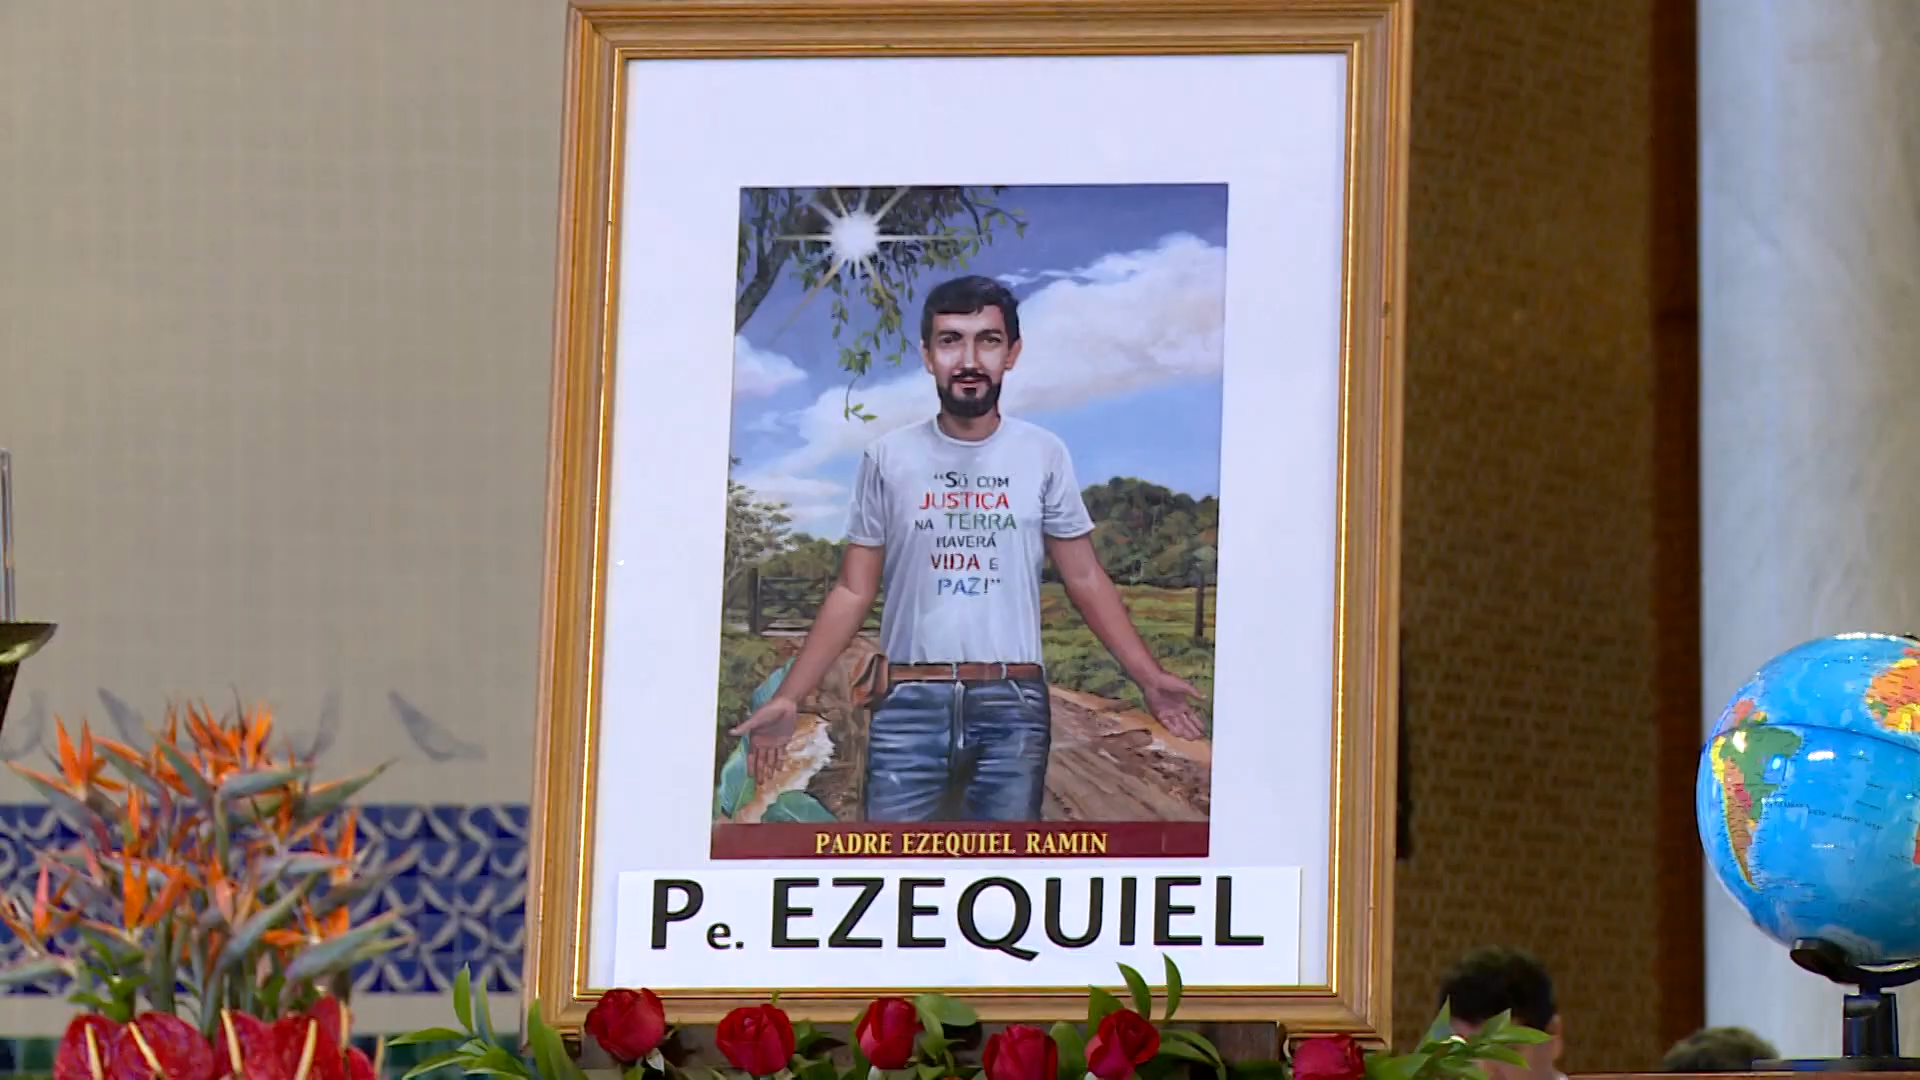 “SÓ COM
JUSTIÇA
NA TERRA
HAVERÁ
VIDA E
PAZ!”
PADRE EZEQUIEL RAMIN
Pe. EZEQUIEL